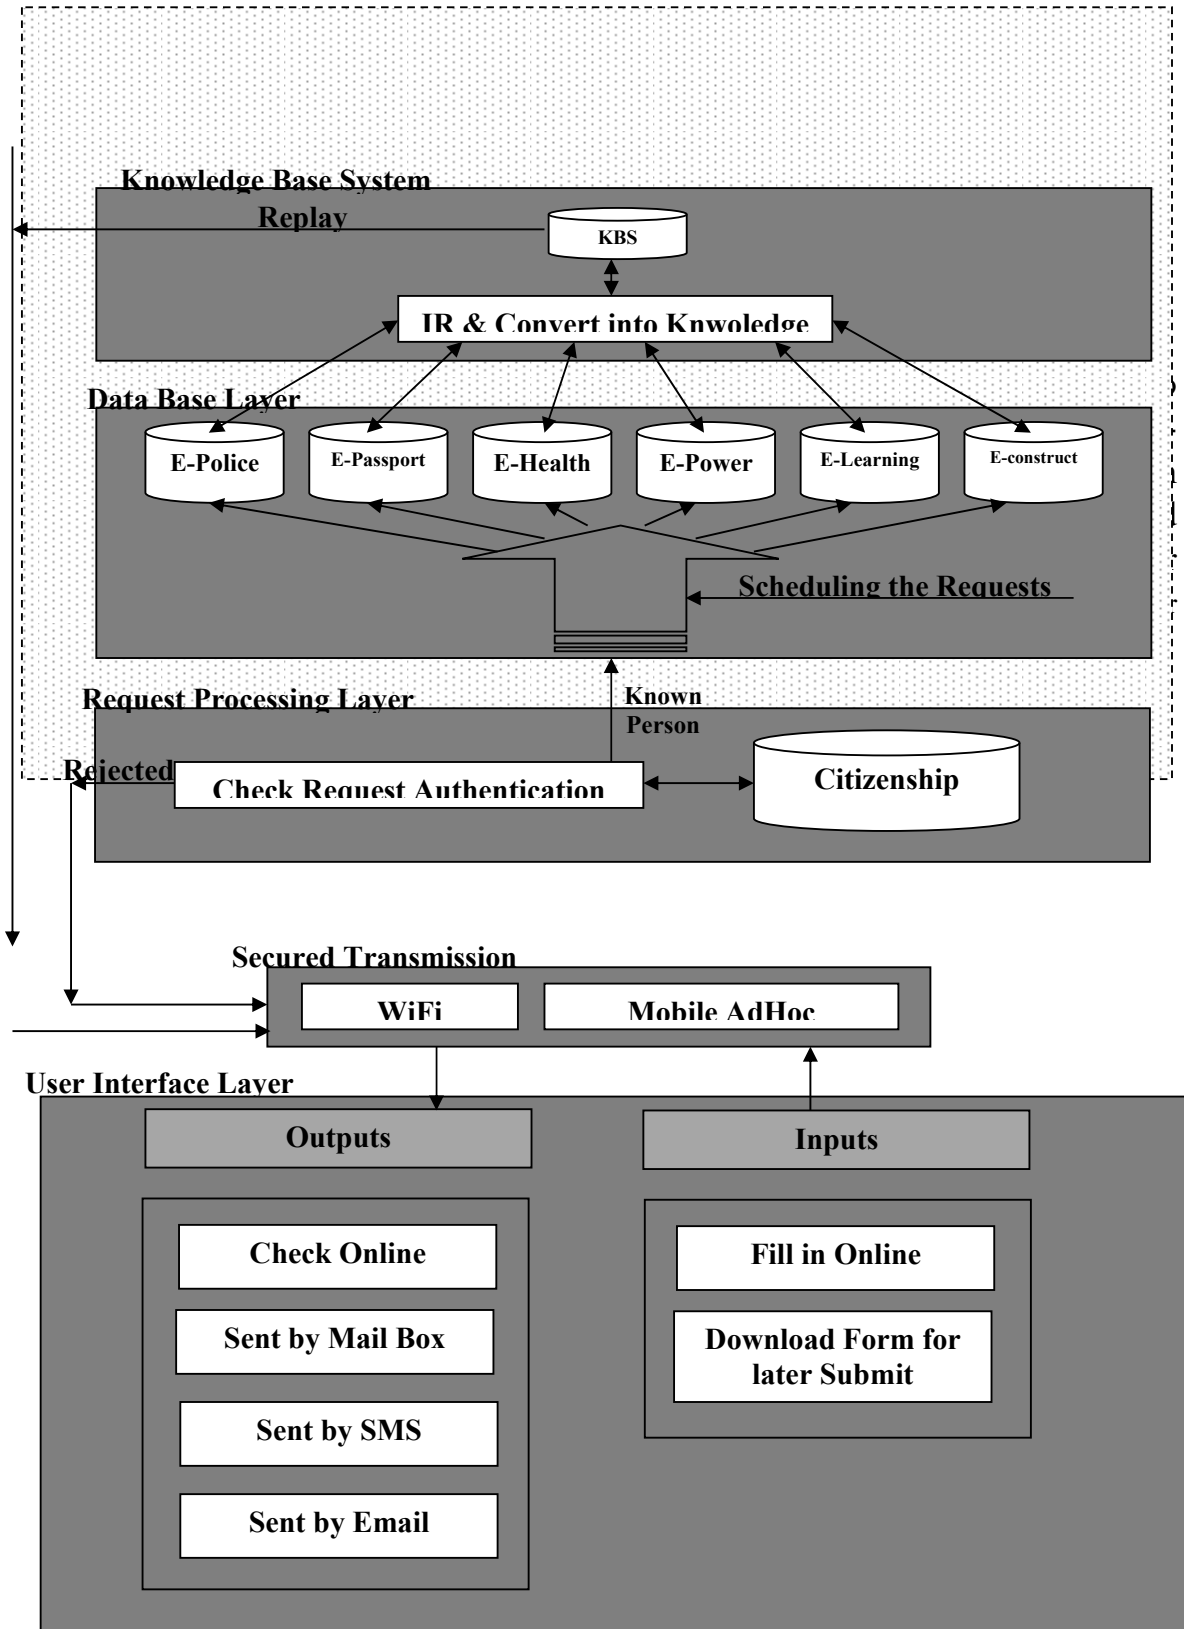 Knowledge Base System
Replay
KBS
IR & Convert into Knwoledge
Data Base Layer
E-Police
E-Passport
E-Health
E-Power
E-Learning
E-construct
Scheduling the Requests
Request Processing Layer
Known
Person
Rejected
Check Request Authentication
Citizenship
Secured Transmission
WiFi
Mobile AdHoc
User Interface Layer
Outputs
Inputs
Check Online
Fill in Online
Sent by Mail Box
Download Form for
later Submit
Sent by SMS
Sent by Email